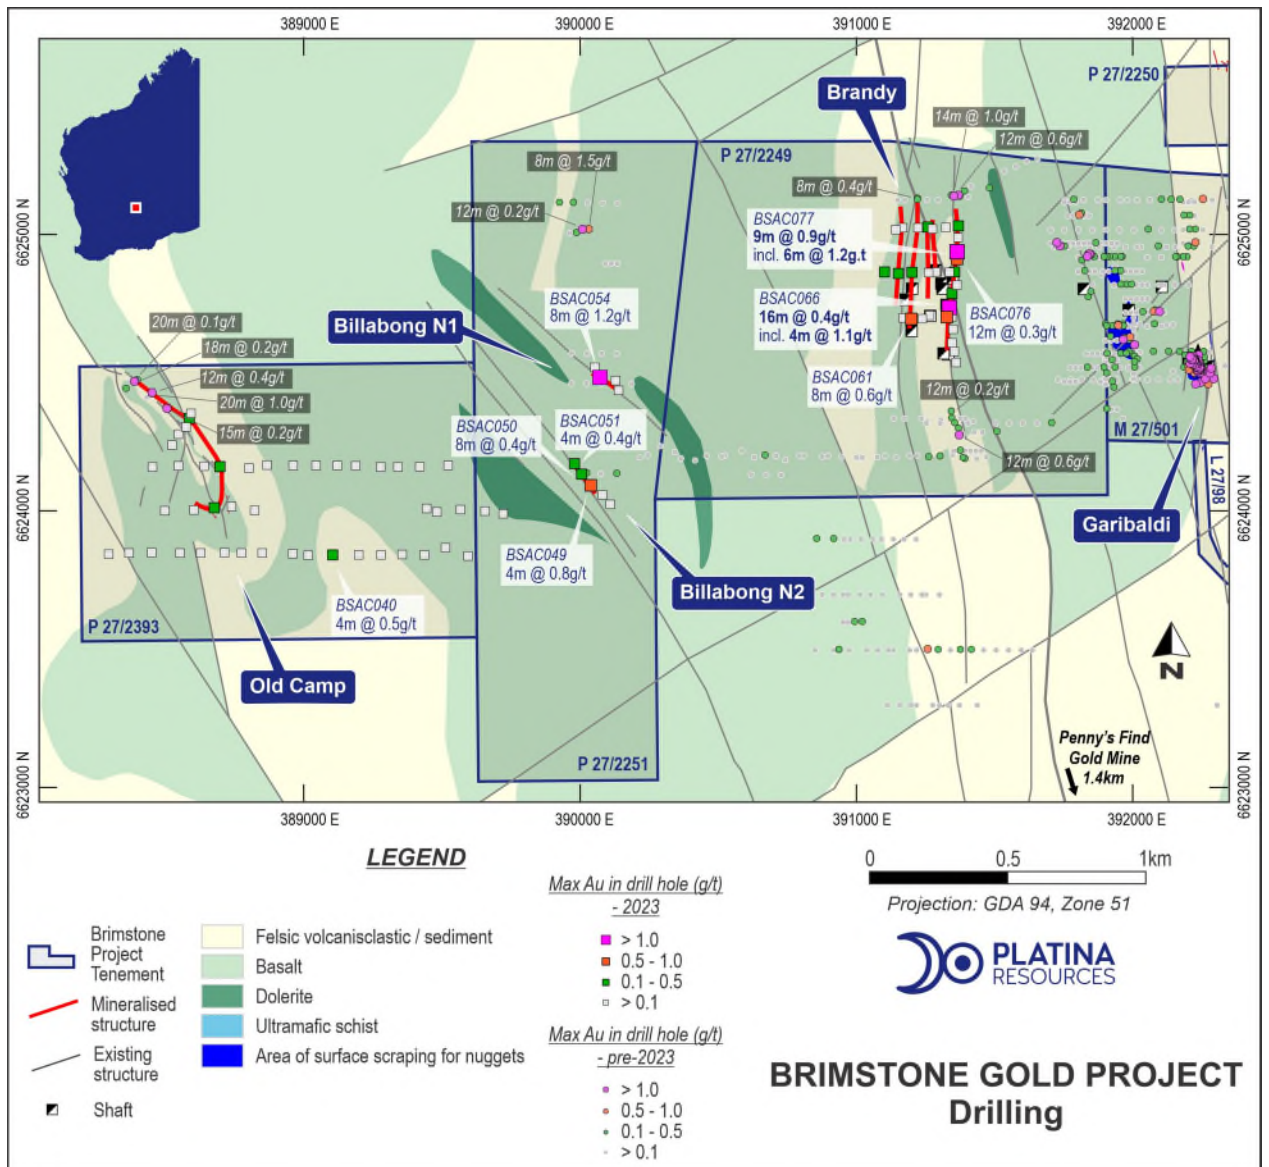 389000 E
390000 E
391000 E
392000 E
6625000 N
6624000 N
6623000 N
6625000 N
6624000 N
6623000 N
P 27/2250
Brandy
14m @ 1.0g/t
12m @ 0.6g/t
P 27/2249
8m @ 1.5g/t
8m @ 0.4g/t
12m @ 0.2g/t
BSAC077
9m @ 0.9g/t
incl. 6m @ 1.2g.t
BSAC054
8m @ 1.2g/t
BSAC066
16m @ 0.4g/t
incl. 4m @ 1.1g/t
BSAC076
12m @ 0.3g/t
Billabong N1
20m @ 0.1g/t
18m @ 0.2g/t
12m @ 0.4g/t
20m @ 1.0g/t
15m @ 0.2g/t
BSAC061
8m @ 0.6g/t
12m @ 0.2g/t
BSAC050
8m @ 0.4g/t
BSAC051
4m @ 0.4g/t
M 27/501
12m @ 0.6g/t
L 27/98
Garibaldi
BSAC049
4m @ 0.8g/t
Billabong N2
BSAC040
4m @ 0.5g/t
P 27/2393
Old Camp
N
P 27/2251
Penny's Find
Gold Mine
1.4km
389000 E
390000 E
391000 E
392000 E
LEGEND
Brimstone
Project
Tenement
Mineralised
structure
Existing
structure
Shaft
Felsic volcanisclastic / sediment
Basalt
Dolerite
Ultramafic schist
Area of surface scraping for nuggets
Max Au in drill hole (g/t)
- 2023
> 1.0
0.5 - 1.0
0.1 - 0.5
> 0.1
Max Au in drill hole (g/t)
- pre-2023
> 1.0
0.5 - 1.0
0.1 - 0.5
> 0.1
0 0.5 1km
Projection: GDA 94, Zone 51
PLATINA
RESOURCES
BRIMSTONE GOLD PROJECT
Drilling